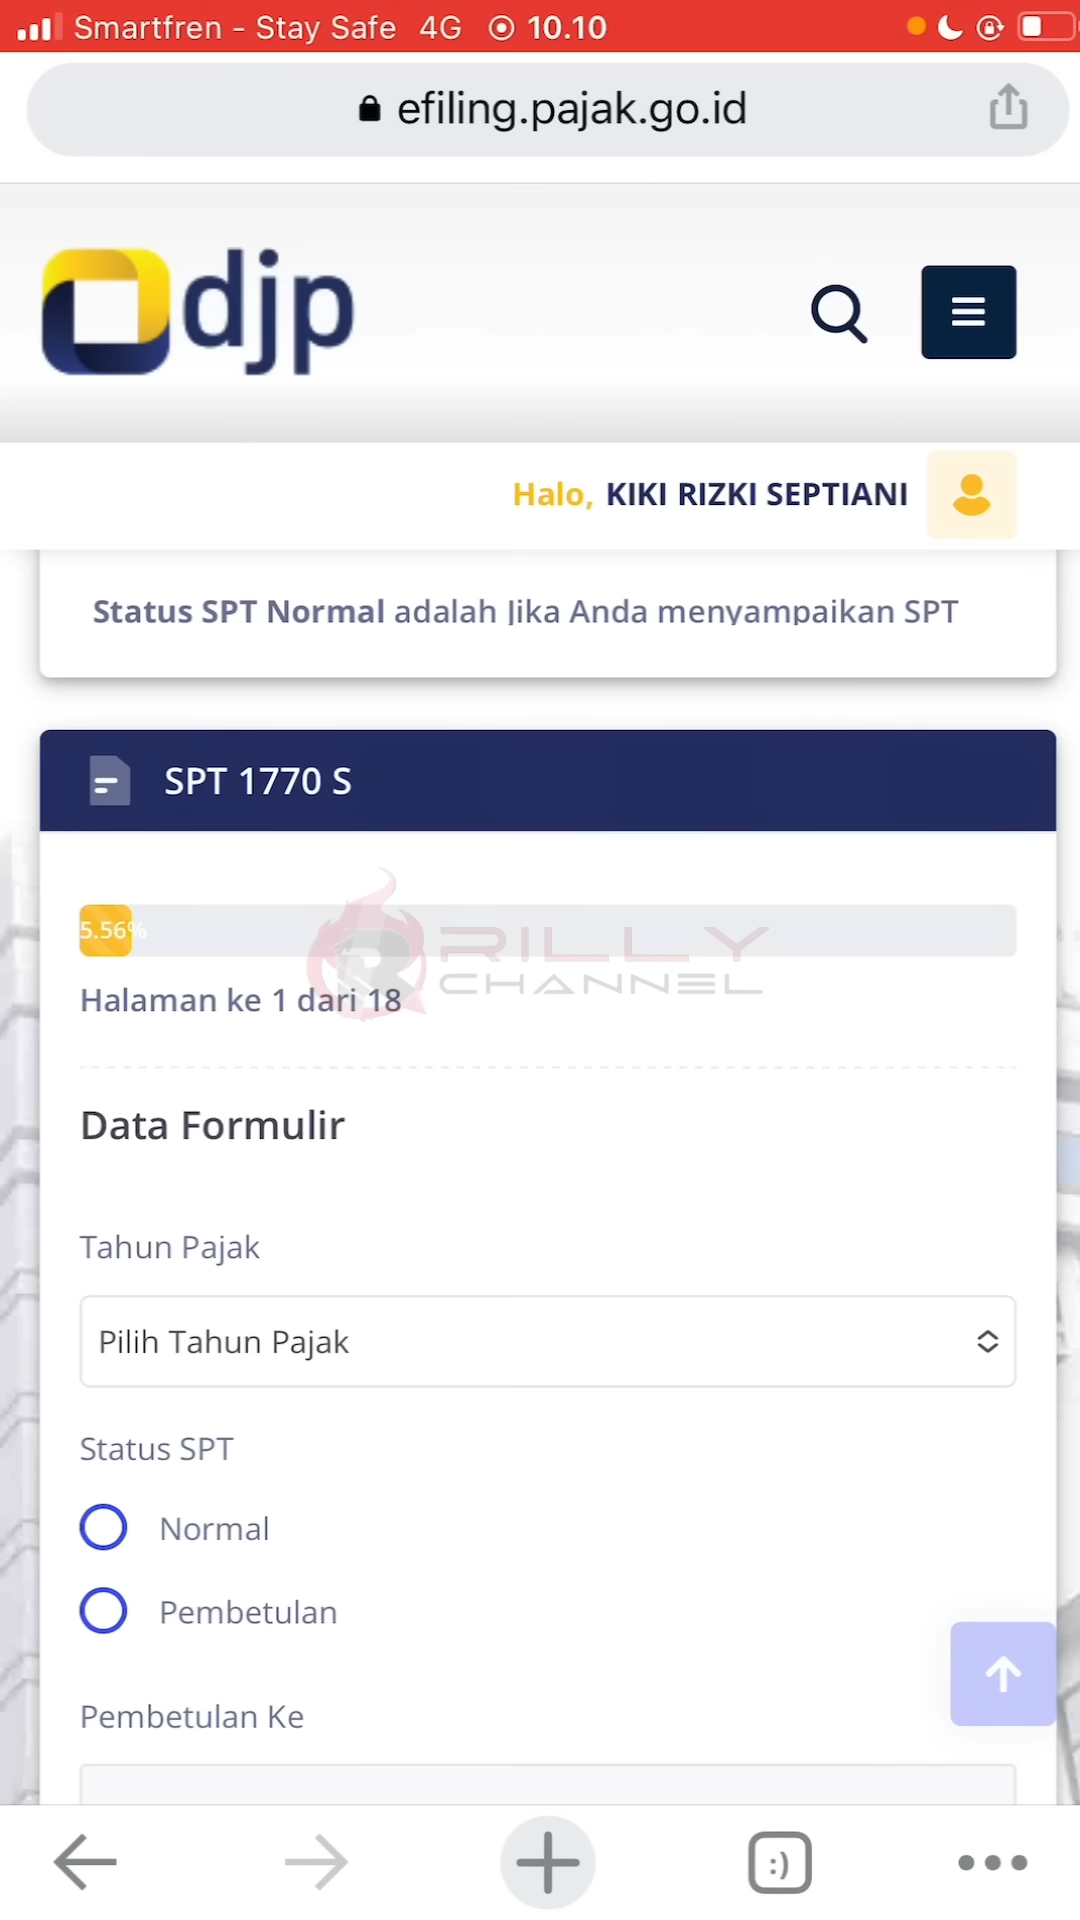 Smartfren - Stay Safe 4G 10.10
efiling.pajak.go.id
djp
Halo, KIKI RIZKI SEPTIANI
Status SPT Normal adalah Jika Anda menyampaikan SPT
SPT 1770 S
5.56%
RILLY
CHANNEL
Halaman ke 1 dari 18
Data Formulir
Tahun Pajak
Pilih Tahun Pajak
Status SPT
Normal
Pembetulan
Pembetulan Ke
:)